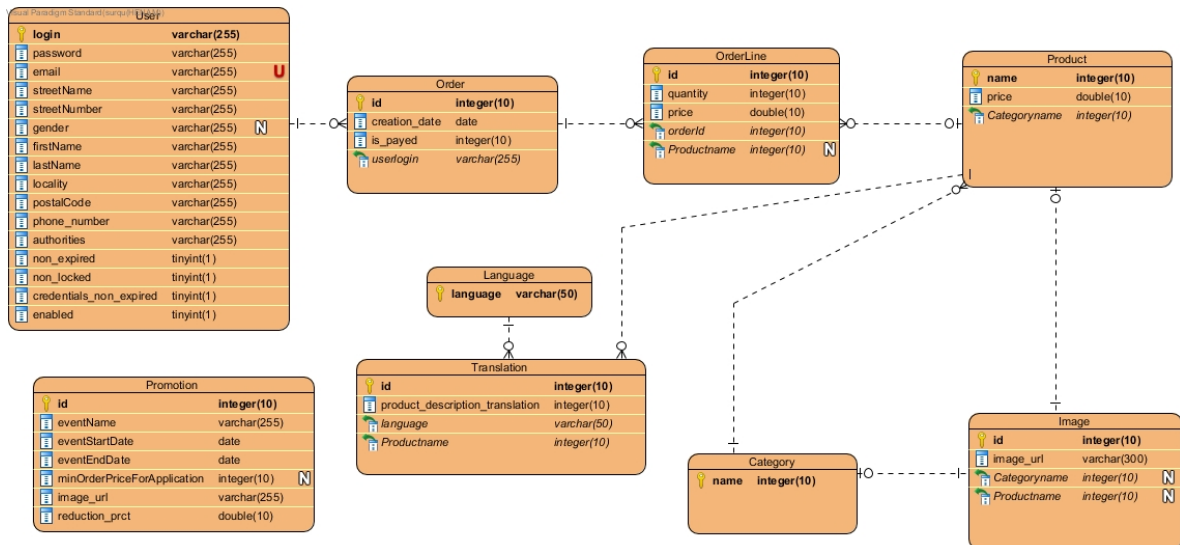 Visual Paradigm Standard
User
login varchar(255)
password varchar(255)
email varchar(255) U
streetName varchar(255)
streetNumber varchar(255)
gender varchar(255) N
firstName varchar(255)
lastName varchar(255)
locality varchar(255)
postalCode varchar(255)
phone_number varchar(255)
authorities varchar(255)
non_expired tinyint(1)
non_locked tinyint(1)
credentials_non_expired tinyint(1)
enabled tinyint(1)
Order
id integer(10)
creation_date date
is_payed integer(10)
userlogin varchar(255)
OrderLine
id integer(10)
quantity integer(10)
price double(10)
orderId integer(10)
Productname integer(10) N
Product
name integer(10)
price double(10)
Categoryname integer(10)
Language
language varchar(50)
Translation
id integer(10)
product_description_translation integer(10)
language varchar(50)
Productname integer(10)
Promotion
id integer(10)
eventName varchar(255)
eventStartDate date
eventEndDate date
minOrderPriceForApplication integer(10) N
image_url varchar(255)
reduction_prct double(10)
Category
name integer(10)
Image
id integer(10)
image_url varchar(300)
Categoryname integer(10) N
Productname integer(10) N